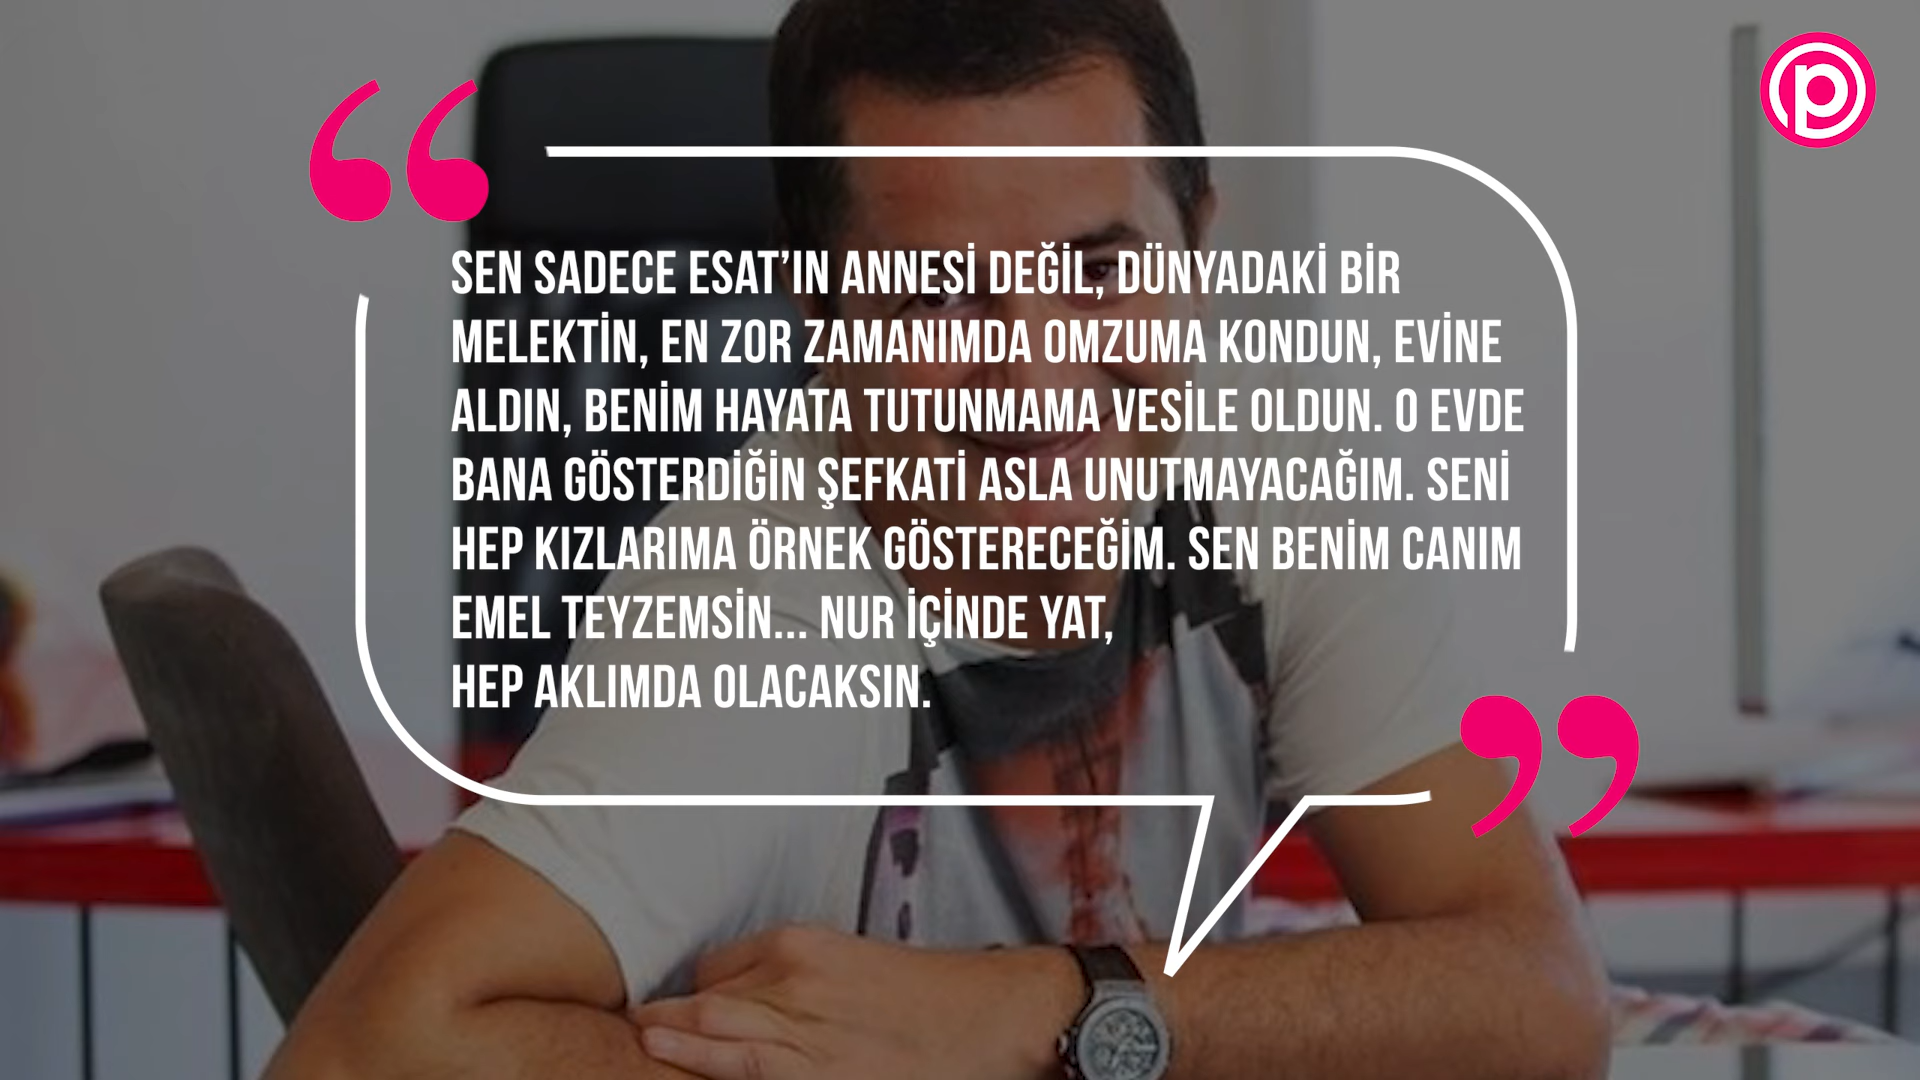 SEN SADECE ESAT’IN ANNESİ DEĞİL, DÜNYADAKİ BİR
MELEKTİN, EN ZOR ZAMANIMDA OMZUMA KONDUN, EVİNE
ALDIN, BENİM HAYATA TUTUNMAMA VESİLE OLDUN. O EVDE
BANA GÖSTERDİĞİN ŞEFKATİ ASLA UNUTMAYACAĞIM. SENİ
HEP KIZLARIMA ÖRNEK GÖSTERECEĞİM. SEN BENİM CANIM
EMEL TEYZEMSİN... NUR İÇİNDE YAT,
HEP AKLIMDA OLACAKSIN.